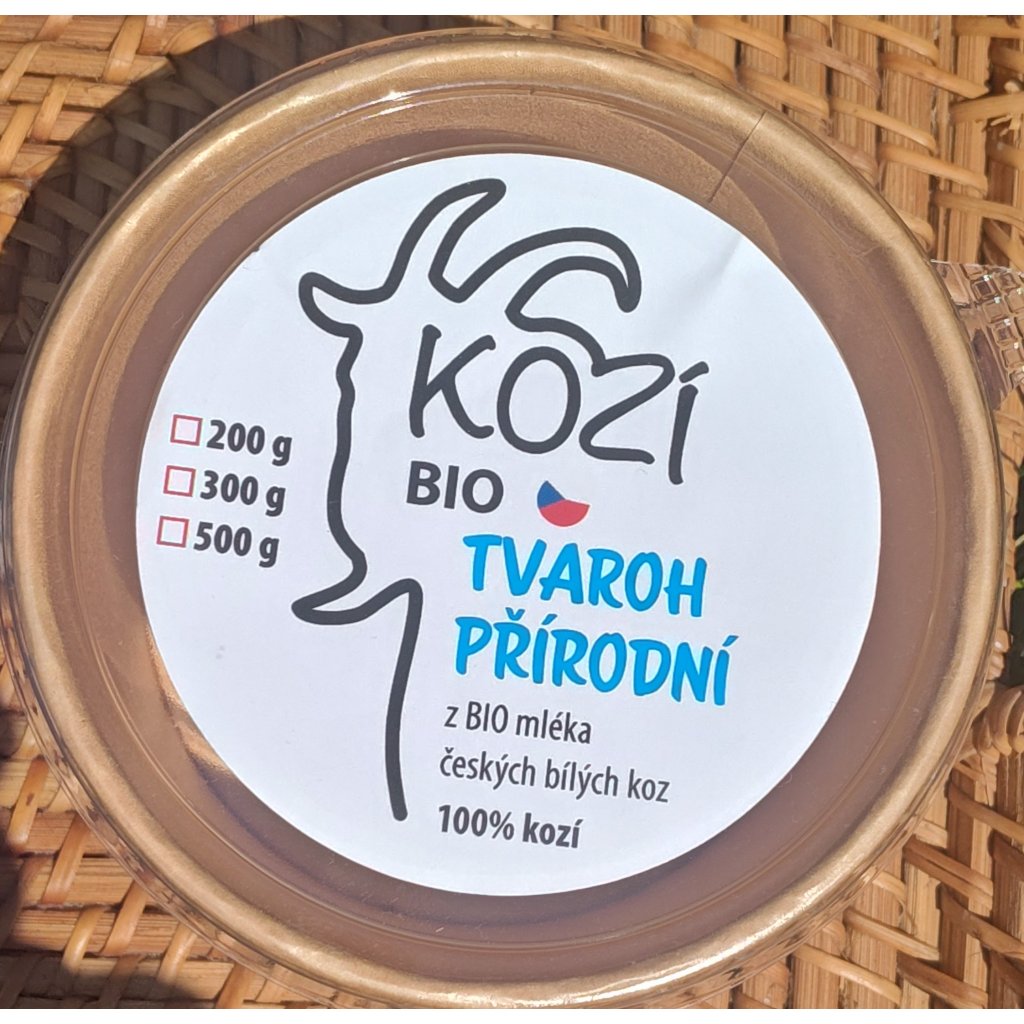 KOZÍ
BIO
200 g
300 g
500 g
TVAROH
PŘÍRODNÍ
z BIO mléka
českých bílých koz
100% kozí